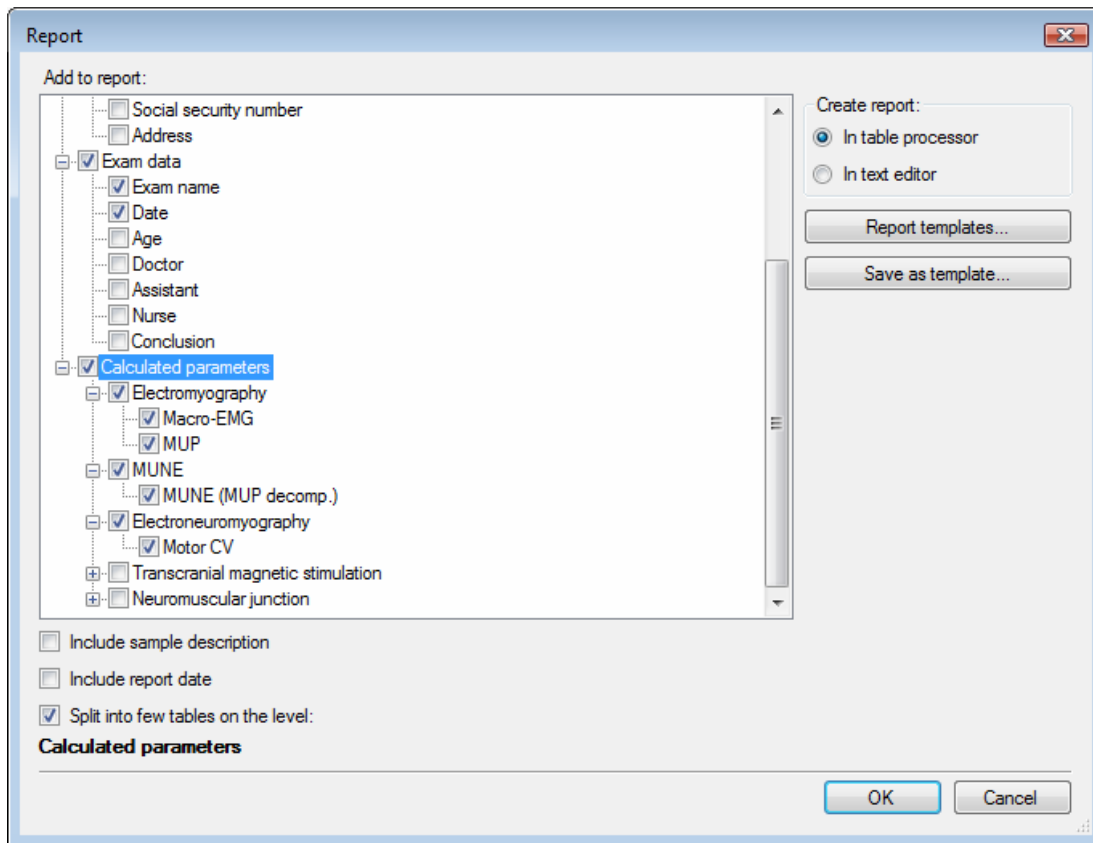 Report
Add to report:
Social security number
Address
Exam data
Exam name
Date
Age
Doctor
Assistant
Nurse
Conclusion
Calculated parameters
Electromyography
Macro-EMG
MUP
MUNE
MUNE (MUP decomp.)
Electroneuromyography
Motor CV
Transcranial magnetic stimulation
Neuromuscular junction
Create report:
In table processor
In text editor
Report templates...
Save as template...
Include sample description
Include report date
Split into few tables on the level:
Calculated parameters
OK
Cancel